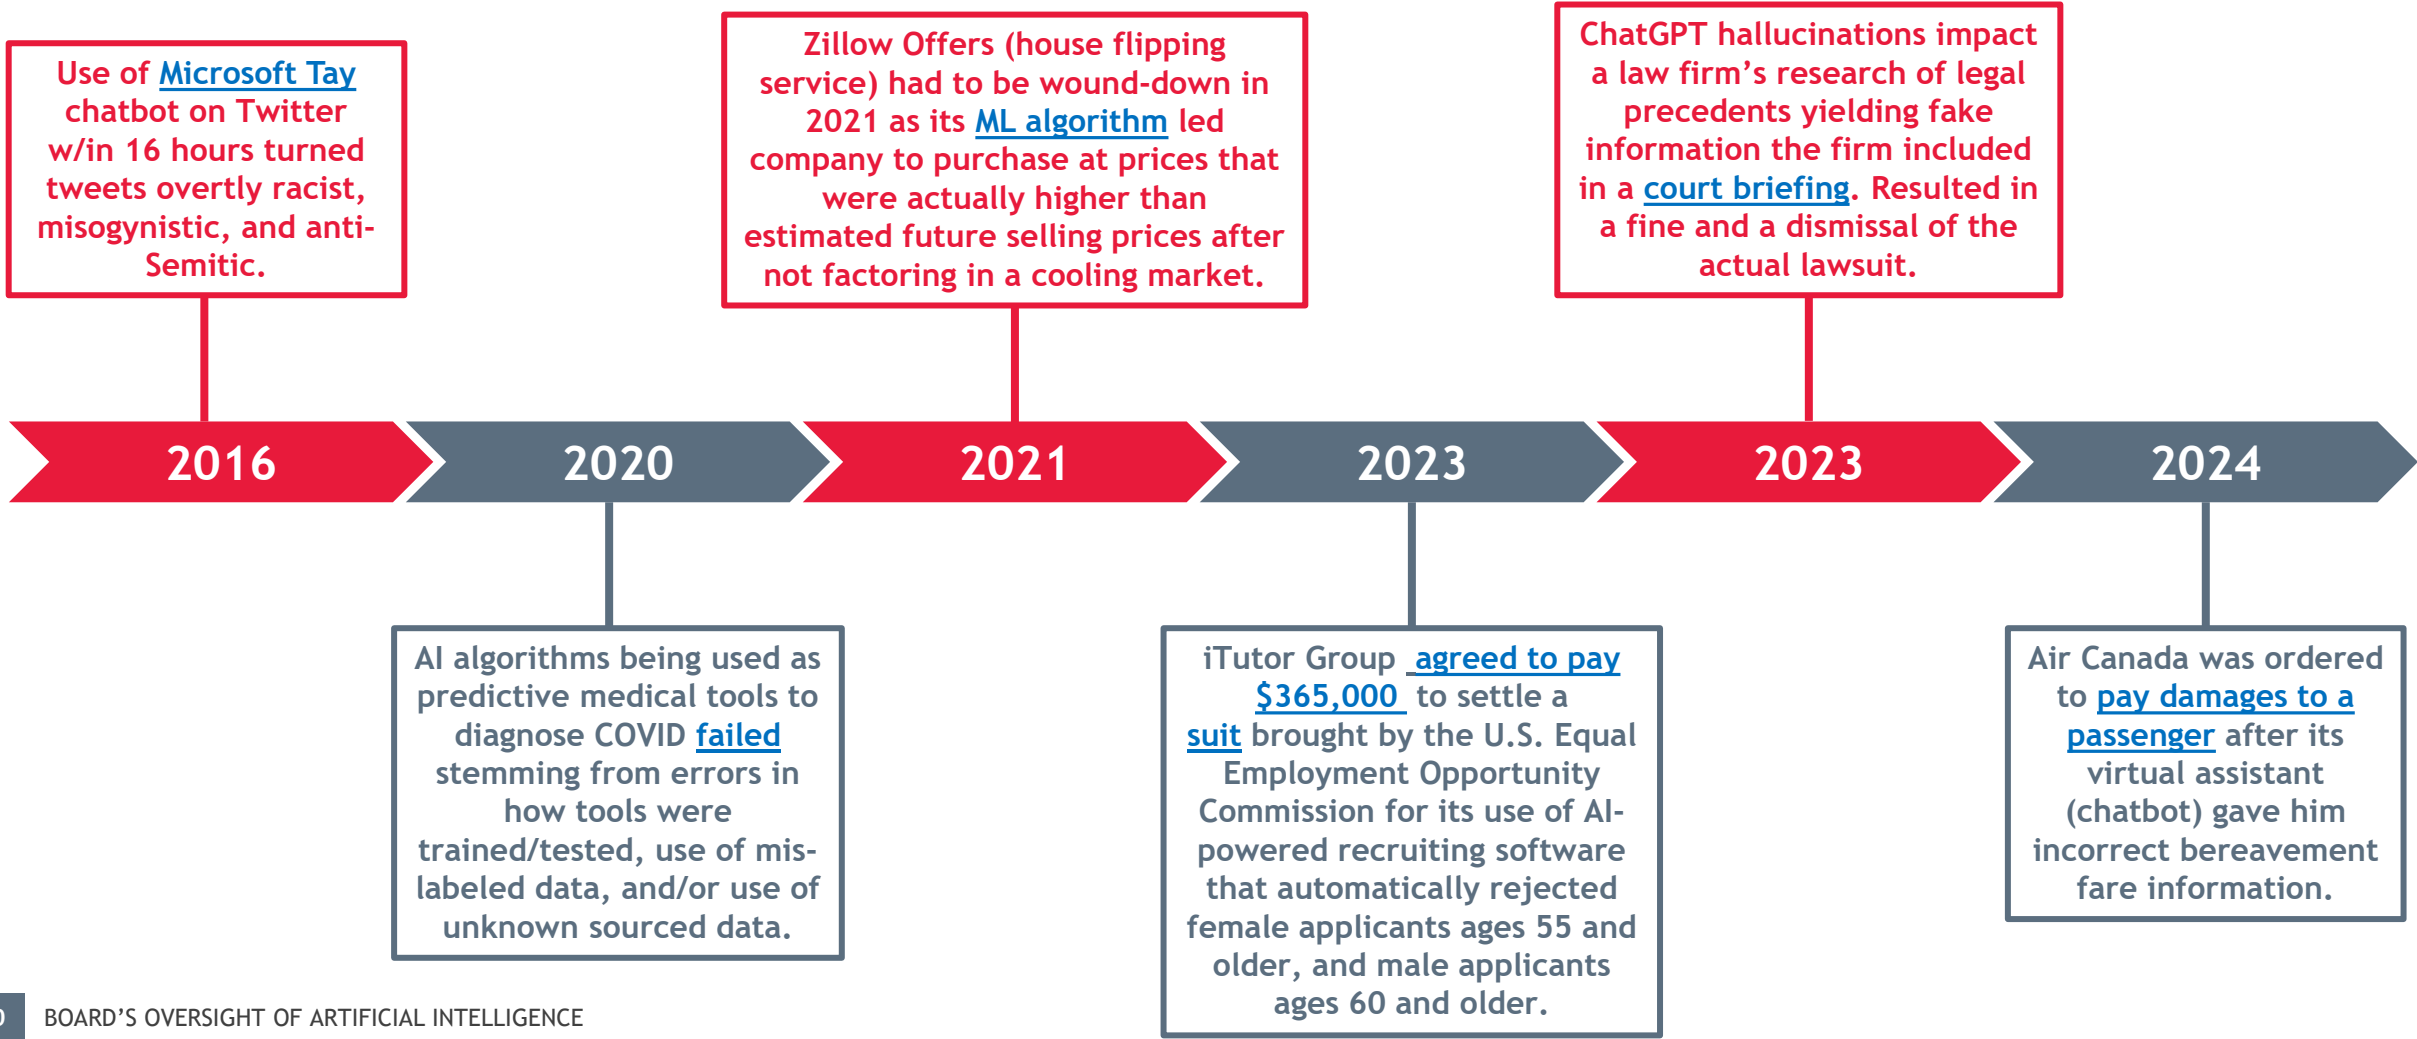 Use of Microsoft Tay
chatbot on Twitter
w/in 16 hours turned
tweets overtly racist,
misogynistic, and anti-
Semitic.
Zillow Offers (house flipping
service) had to be wound-down in
2021 as its ML algorithm led
company to purchase at prices that
were actually higher than
estimated future selling prices after
not factoring in a cooling market.
ChatGPT hallucinations impact
a law firm’s research of legal
precedents yielding fake
information the firm included
in a court briefing. Resulted in
a fine and a dismissal of the
actual lawsuit.
2016
2020
2021
2023
2023
2024
AI algorithms being used as
predictive medical tools to
diagnose COVID failed
stemming from errors in
how tools were
trained/tested, use of mis-
labeled data, and/or use of
unknown sourced data.
iTutor Group agreed to pay
$365,000 to settle a
suit brought by the U.S. Equal
Employment Opportunity
Commission for its use of AI-
powered recruiting software
that automatically rejected
female applicants ages 55 and
older, and male applicants
ages 60 and older.
Air Canada was ordered
to pay damages to a
passenger after its
virtual assistant
(chatbot) gave him
incorrect bereavement
fare information.
BOARD’S OVERSIGHT OF ARTIFICIAL INTELLIGENCE